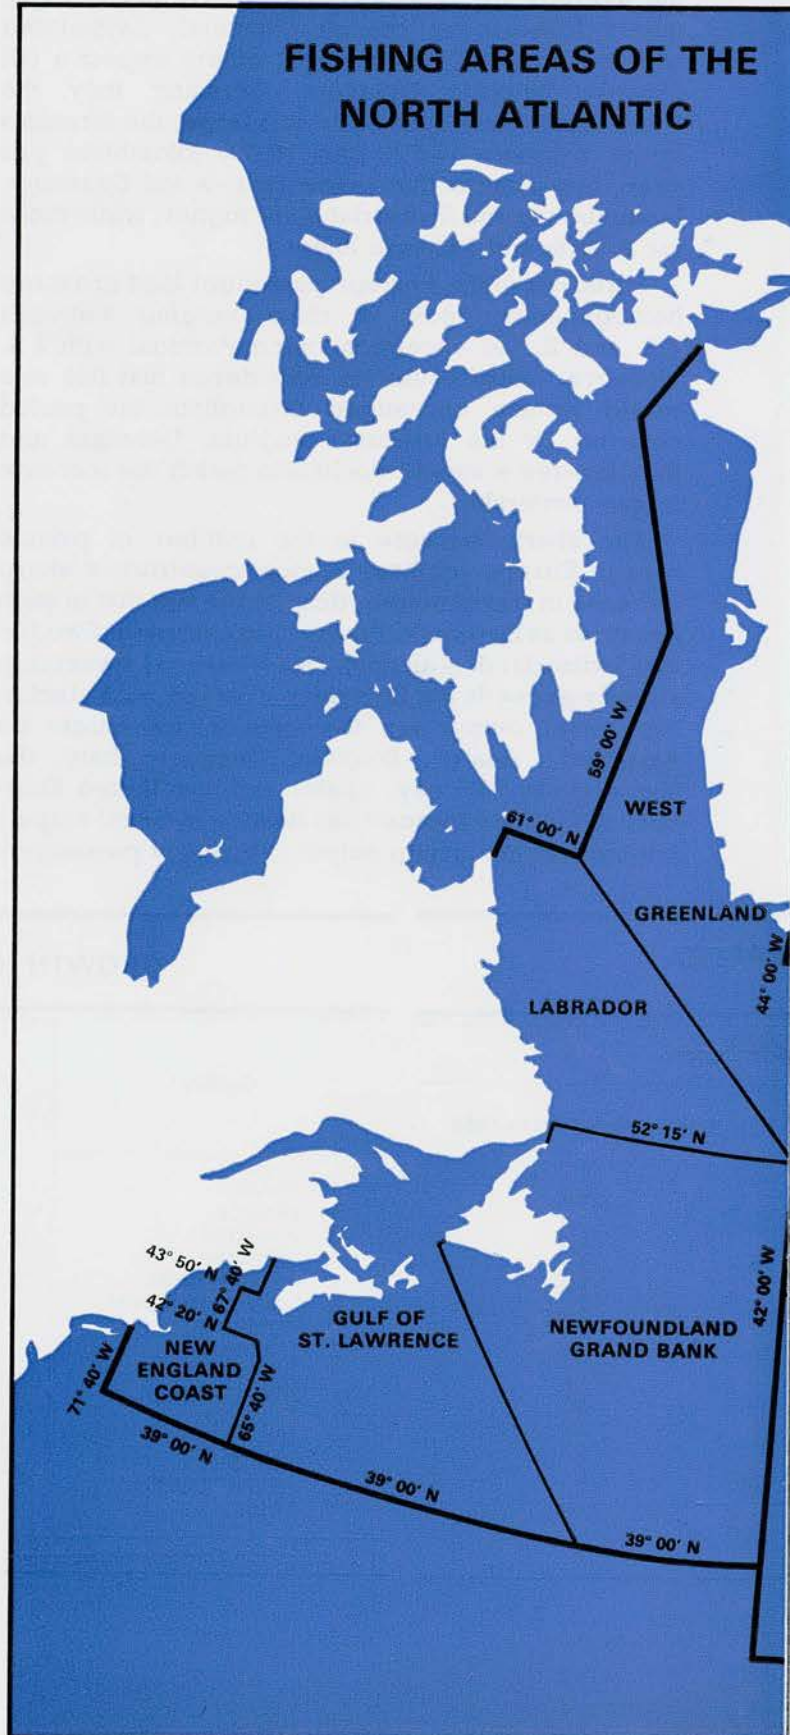 FISHING AREAS OF THE
NORTH ATLANTIC
59° 00' W
61° 00' N
WEST
GREENLAND
44° 00' W
LABRADOR
52° 15' N
43° 50' N
67° 40' W
42° 20' N
42° 00' W
GULF OF
ST. LAWRENCE
NEWFOUNDLAND
GRAND BANK
NEW
ENGLAND
COAST
71° 40' W
65° 40' W
39° 00' N
39° 00' N
39° 00' N